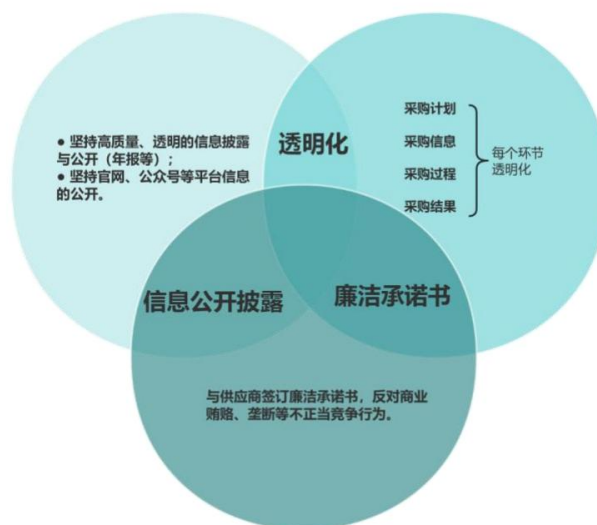 ● 坚持高质量、透明的信息披露
与公开（年报等）；
● 坚持官网、公众号等平台信息
的公开。
透明化
采购计划
采购信息
采购过程
采购结果
每个环节
透明化
信息公开披露
廉洁承诺书
与供应商签订廉洁承诺书，反对商业
贿赂、垄断等不正当竞争行为。